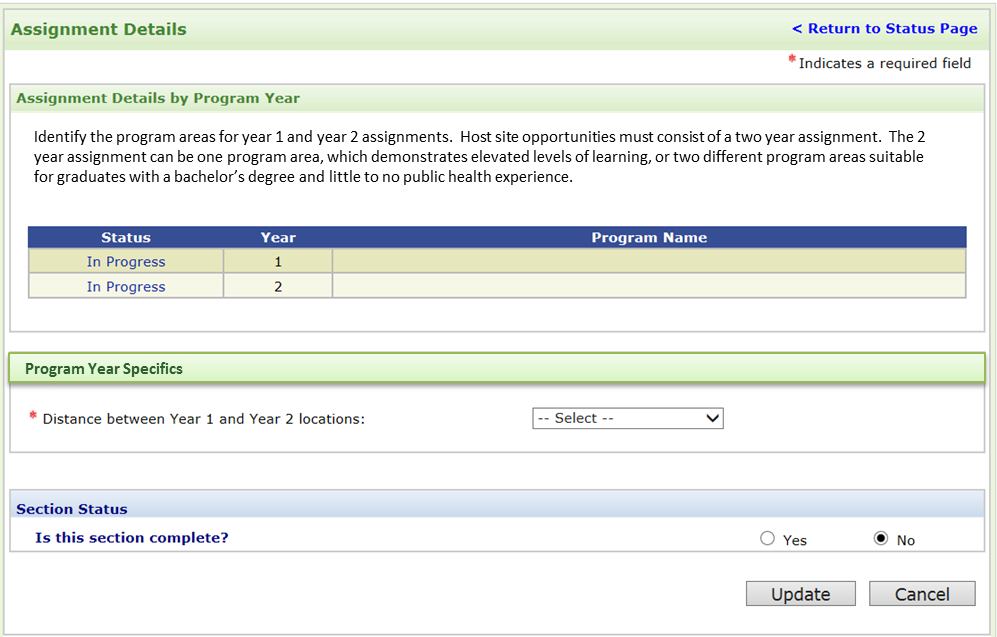 Assignment Details
< Return to Status Page
* Indicates a required field
Assignment Details by Program Year
Identify the program areas for year 1 and year 2 assignments.  Host site opportunities must consist of a two year assignment.  The 2
year assignment can be one program area, which demonstrates elevated levels of learning, or two different program areas suitable
for graduates with a bachelor's degree and little to no public health experience.
Status Year Program Name
In Progress 1
In Progress 2
Program Year Specifics
* Distance between Year 1 and Year 2 locations: -- Select --
Section Status
Is this section complete? Yes No
Update Cancel